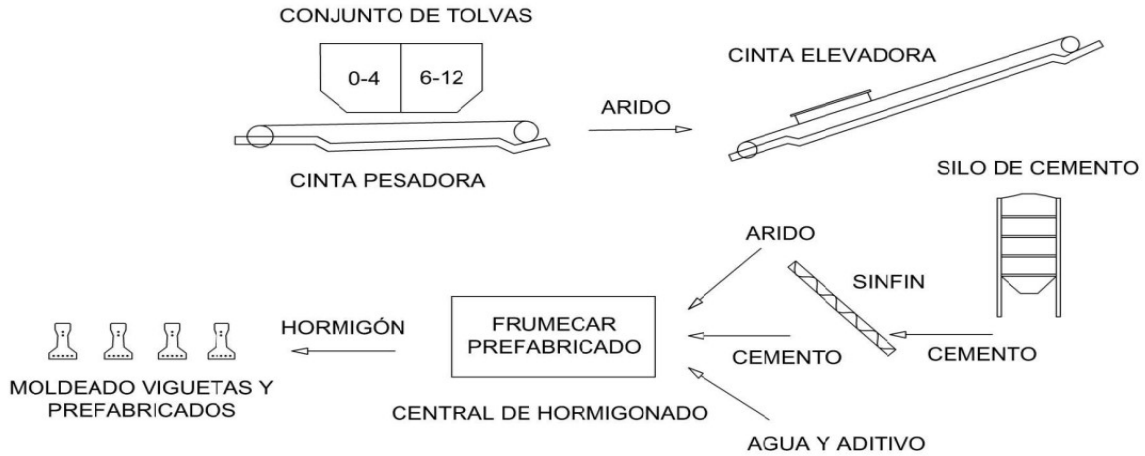 CONJUNTO DE TOLVAS
0-4
6-12
CINTA PESADORA
ARIDO
CINTA ELEVADORA
SILO DE CEMENTO
ARIDO
SINFIN
CEMENTO
CEMENTO
AGUA Y ADITIVO
FRUMECAR
PREFABRICADO
CENTRAL DE HORMIGONADO
HORMIGÓN
MOLDEADO VIGUETAS Y
PREFABRICADOS